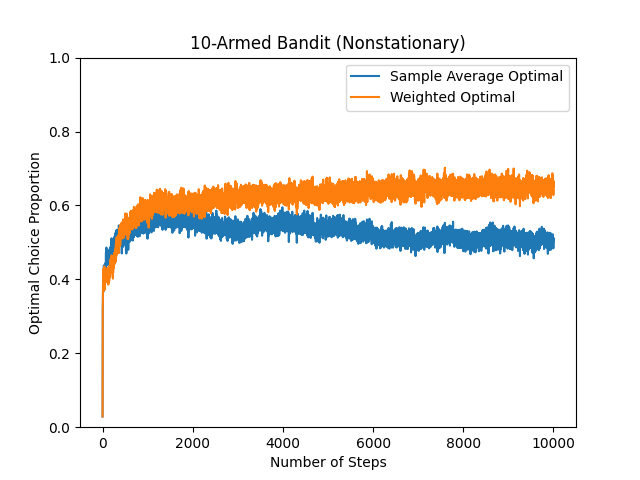 10-Armed Bandit (Nonstationary)
Sample Average Optimal
Weighted Optimal
Optimal Choice Proportion
1.0
0.8
0.6
0.4
0.2
0.0
0 2000 4000 6000 8000 10000
Number of Steps